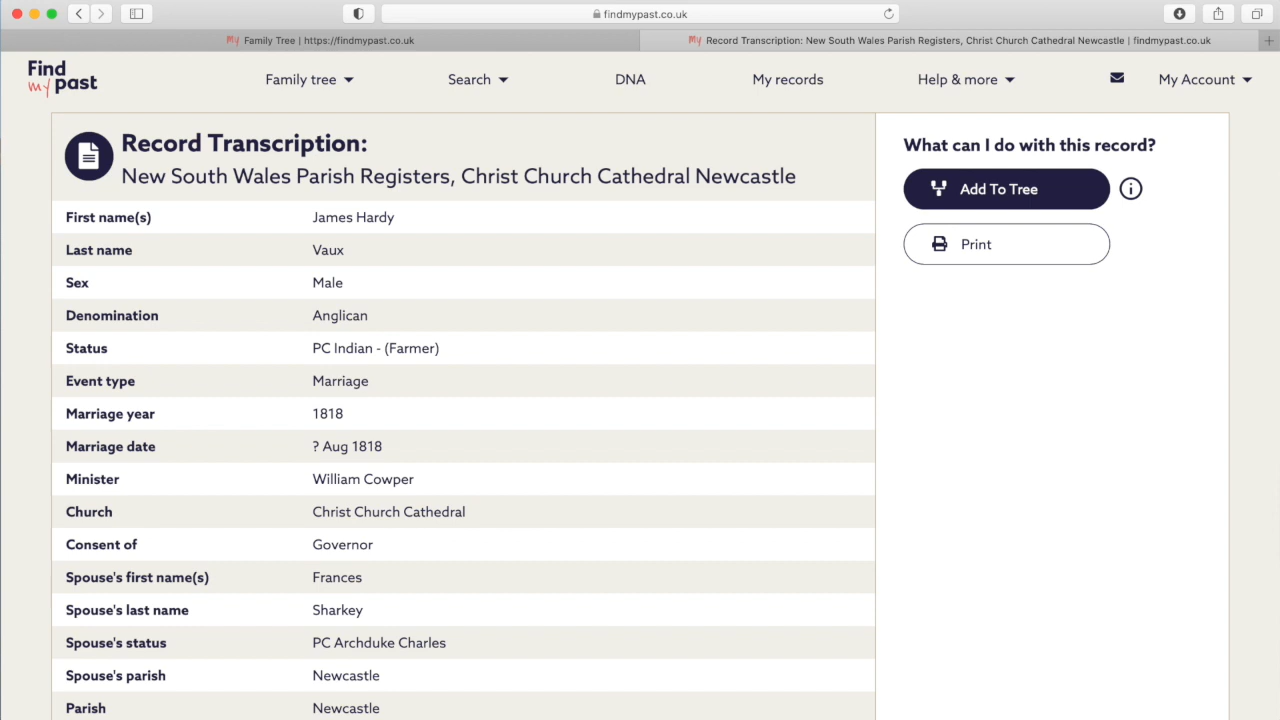 findmypast.co.uk
my Family Tree | https://findmypast.co.uk
my Record Transcription: New South Wales Parish Registers, Christ Church Cathedral Newcastle | findmypast.co.uk
Find my past
Family tree Search DNA My records Help & more My Account
Record Transcription:
New South Wales Parish Registers, Christ Church Cathedral Newcastle
First name(s) James Hardy
Last name Vaux
Sex Male
Denomination Anglican
Status PC Indian - (Farmer)
Event type Marriage
Marriage year 1818
Marriage date ? Aug 1818
Minister William Cowper
Church Christ Church Cathedral
Consent of Governor
Spouse's first name(s) Frances
Spouse's last name Sharkey
Spouse's status PC Archduke Charles
Spouse's parish Newcastle
Parish Newcastle
What can I do with this record?
Add To Tree
Print